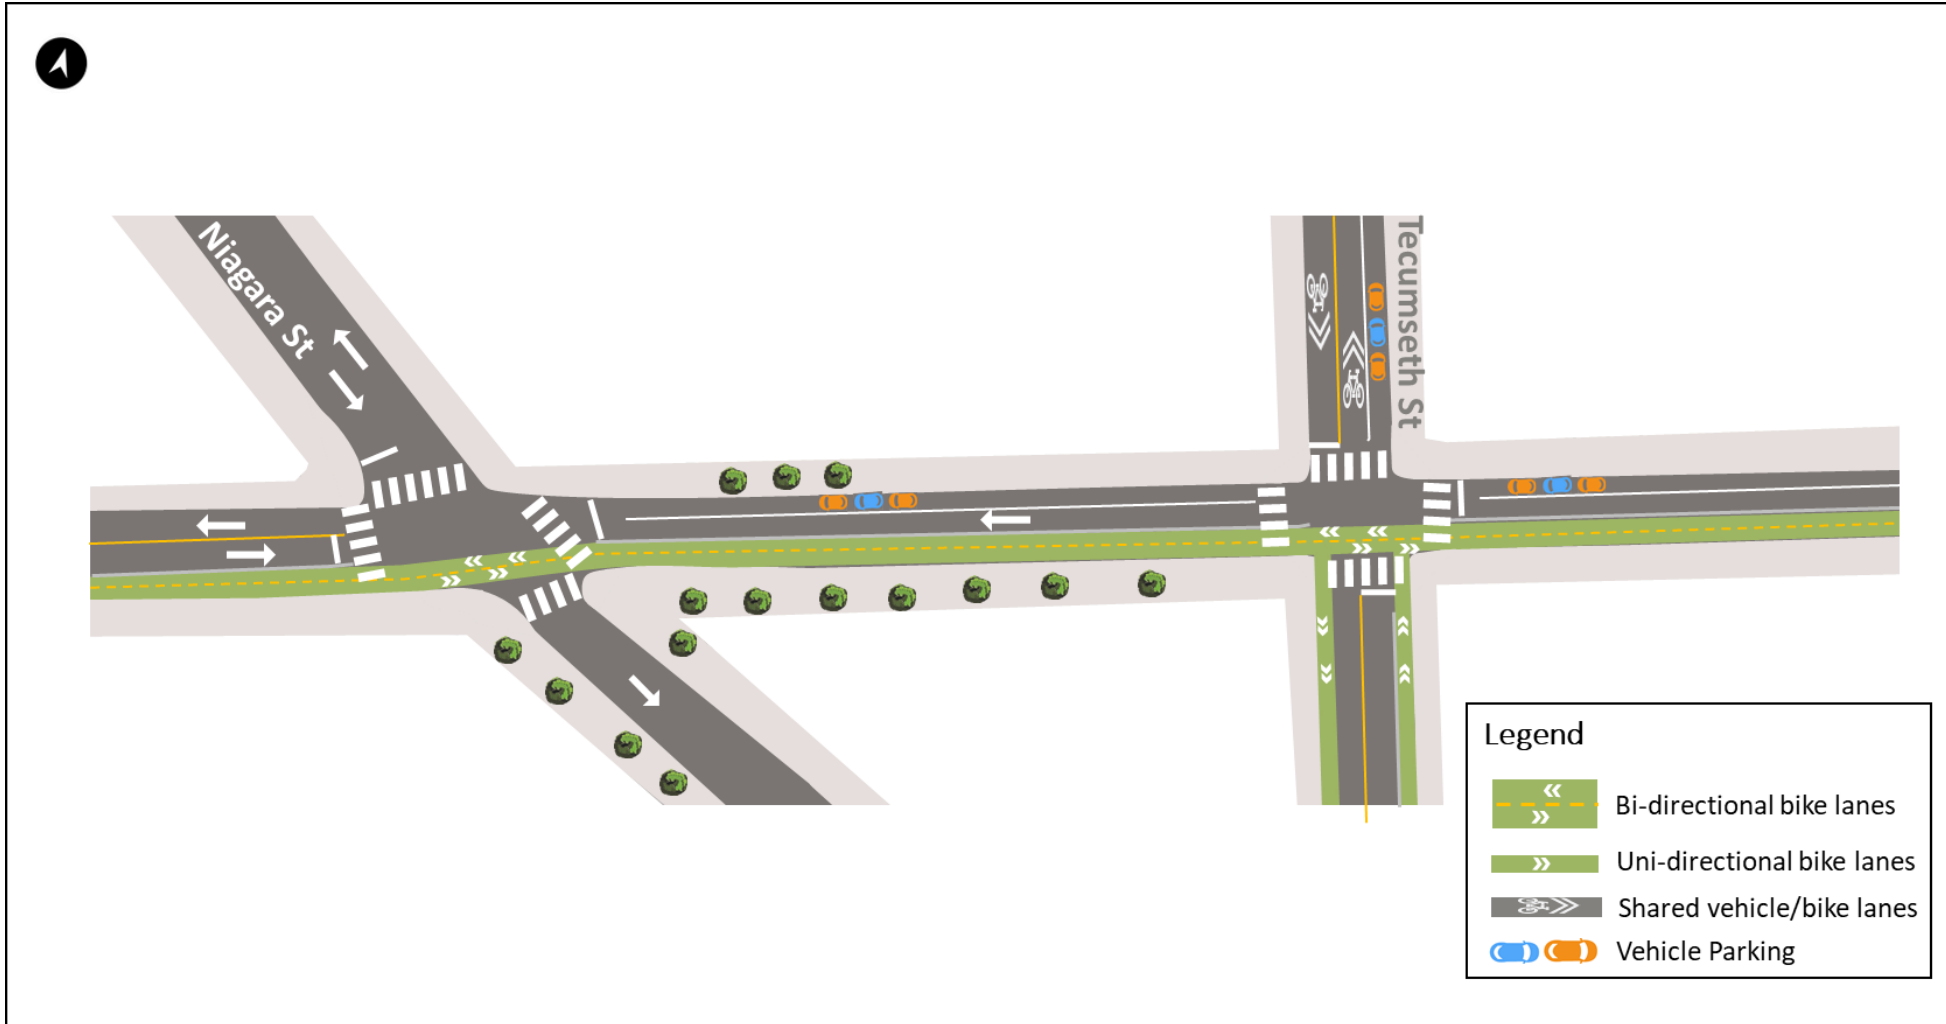 Niagara St
Tecumseth St
Legend
Bi-directional bike lanes
Uni-directional bike lanes
Shared vehicle/bike lanes
Vehicle Parking